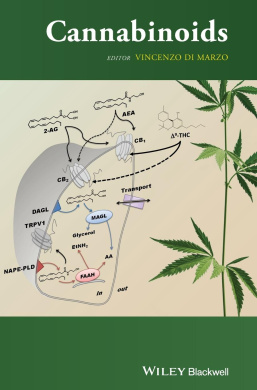 Cannabinoids
EDITOR VINCENZO DI MARZO
2-AG
AEA
CB₁
Δ⁹-THC
CB₂
DAGL
TRPV1
MAGL
Transport
Glycerol
EtNH₂
AA
NAPE-PLD
FAAH
in
out
WILEY Blackwell